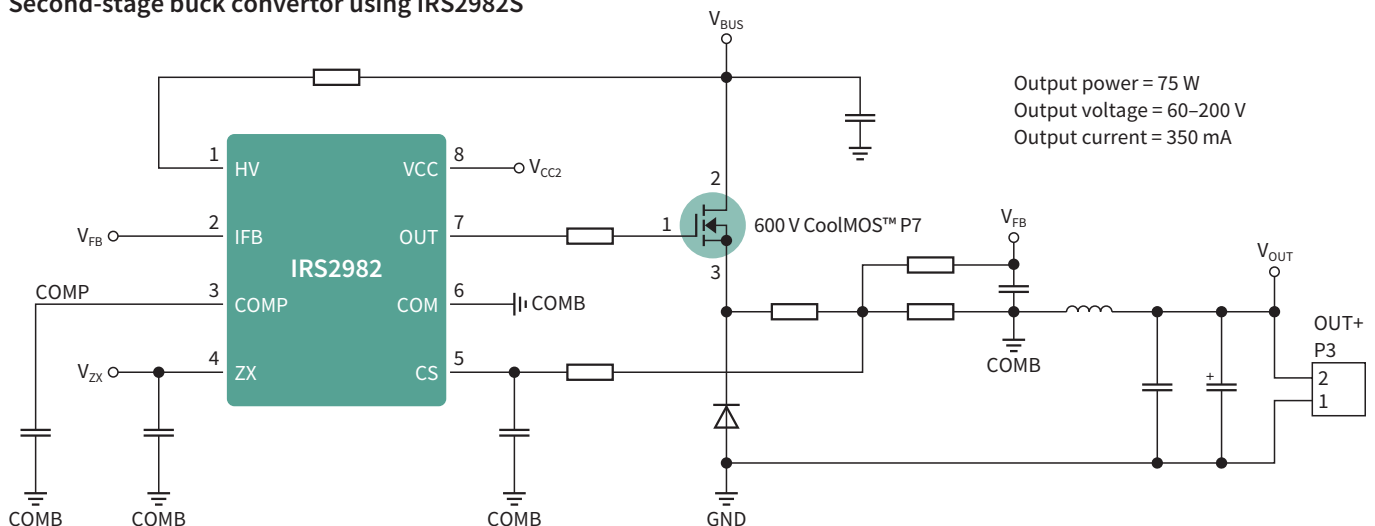 Second-stage buck convertor using IRS2982S
VBUS
Output power = 75 W
Output voltage = 60–200 V
Output current = 350 mA
1
HV
VCC
8
VCC2
2
VFB
2
IFB
OUT
7
1
600 V CoolMOS™ P7
VFB
IRS2982
3
VOUT
COMP
3
COMP
COM
6
COMB
OUT+
P3
COMB
VZX
4
ZX
CS
5
+
2
1
COMB
COMB
COMB
GND